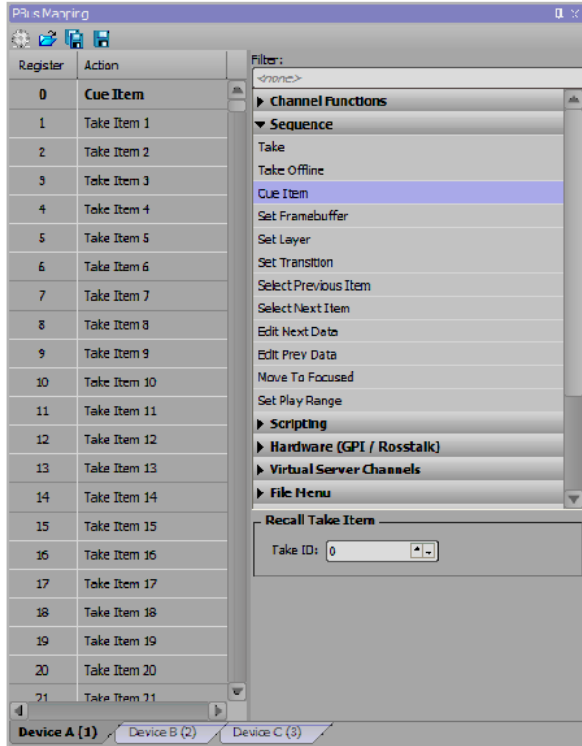 PBus Mapping
Register Action
0 Cue Item
1 Take Item 1
2 Take Item 2
3 Take Item 3
4 Take Item 4
5 Take Item 5
6 Take Item 6
7 Take Item 7
8 Take Item 8
9 Take Item 9
10 Take Item 10
11 Take Item 11
12 Take Item 12
13 Take Item 13
14 Take Item 14
15 Take Item 15
16 Take Item 16
17 Take Item 17
18 Take Item 18
19 Take Item 19
20 Take Item 20
21 Take Item 21
Filter:
<none>
Channel Functions
Sequence
Take
Take Offline
Cue Item
Set Framebuffer
Set Layer
Set Transition
Select Previous Item
Select Next Item
Edit Next Data
Edit Prev Data
Move To Focused
Set Play Range
Scripting
Hardware (GPI / Rosstalk)
Virtual Server Channels
File Menu
Recall Take Item
Take ID: 0
Device A (1) Device B (2) Device C (3)